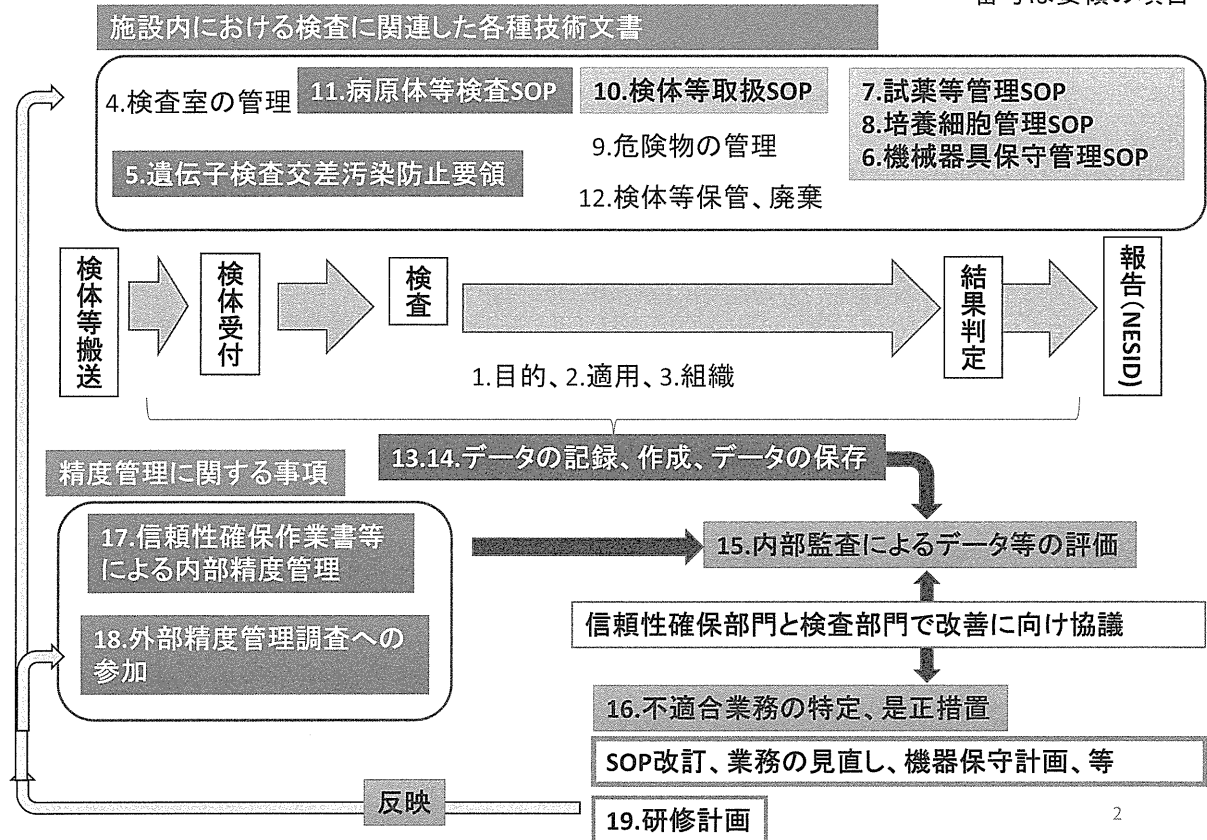 施設内における検査に関連した各種技術文書
4.検査室の管理
11.病原体等検査SOP
10.検体等取扱SOP
7.試薬等管理SOP
8.培養細胞管理SOP
6.機械器具保守管理SOP
9.危険物の管理
5.遺伝子検査交差汚染防止要領
12.検体等保管、廃棄
検体等搬送
検体受付
検査
結果判定
報告(NESID)
1.目的、2.適用、3.組織
13.14.データの記録、作成、データの保存
精度管理に関する事項
17.信頼性確保作業書等
による内部精度管理
15.内部監査によるデータ等の評価
18.外部精度管理調査への
参加
信頼性確保部門と検査部門で改善に向け協議
16.不適合業務の特定、是正措置
SOP改訂、業務の見直し、機器保守計画、等
反映
19.研修計画
2